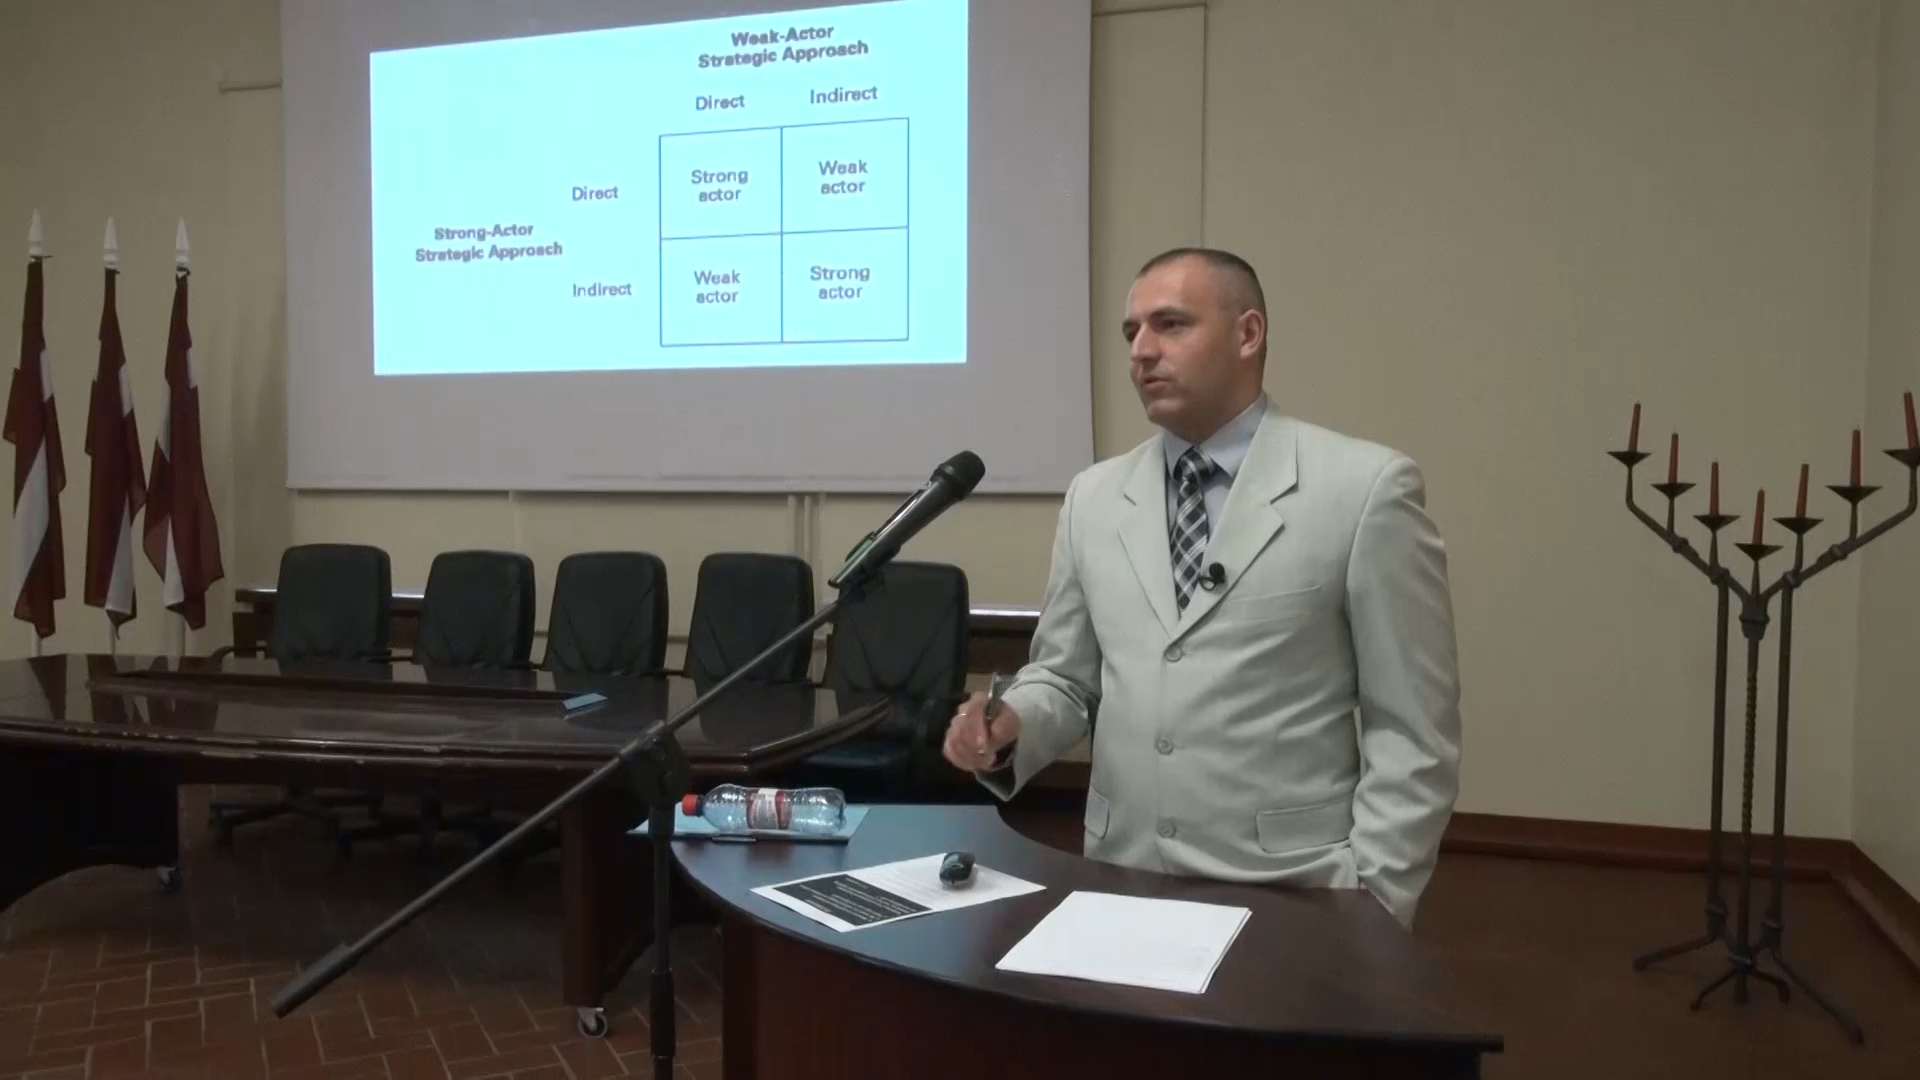 Weak-Actor
Strategic Approach
Direct Indirect
Direct
Strong
actor
Weak
actor
Strong-Actor
Strategic Approach
Indirect
Weak
actor
Strong
actor